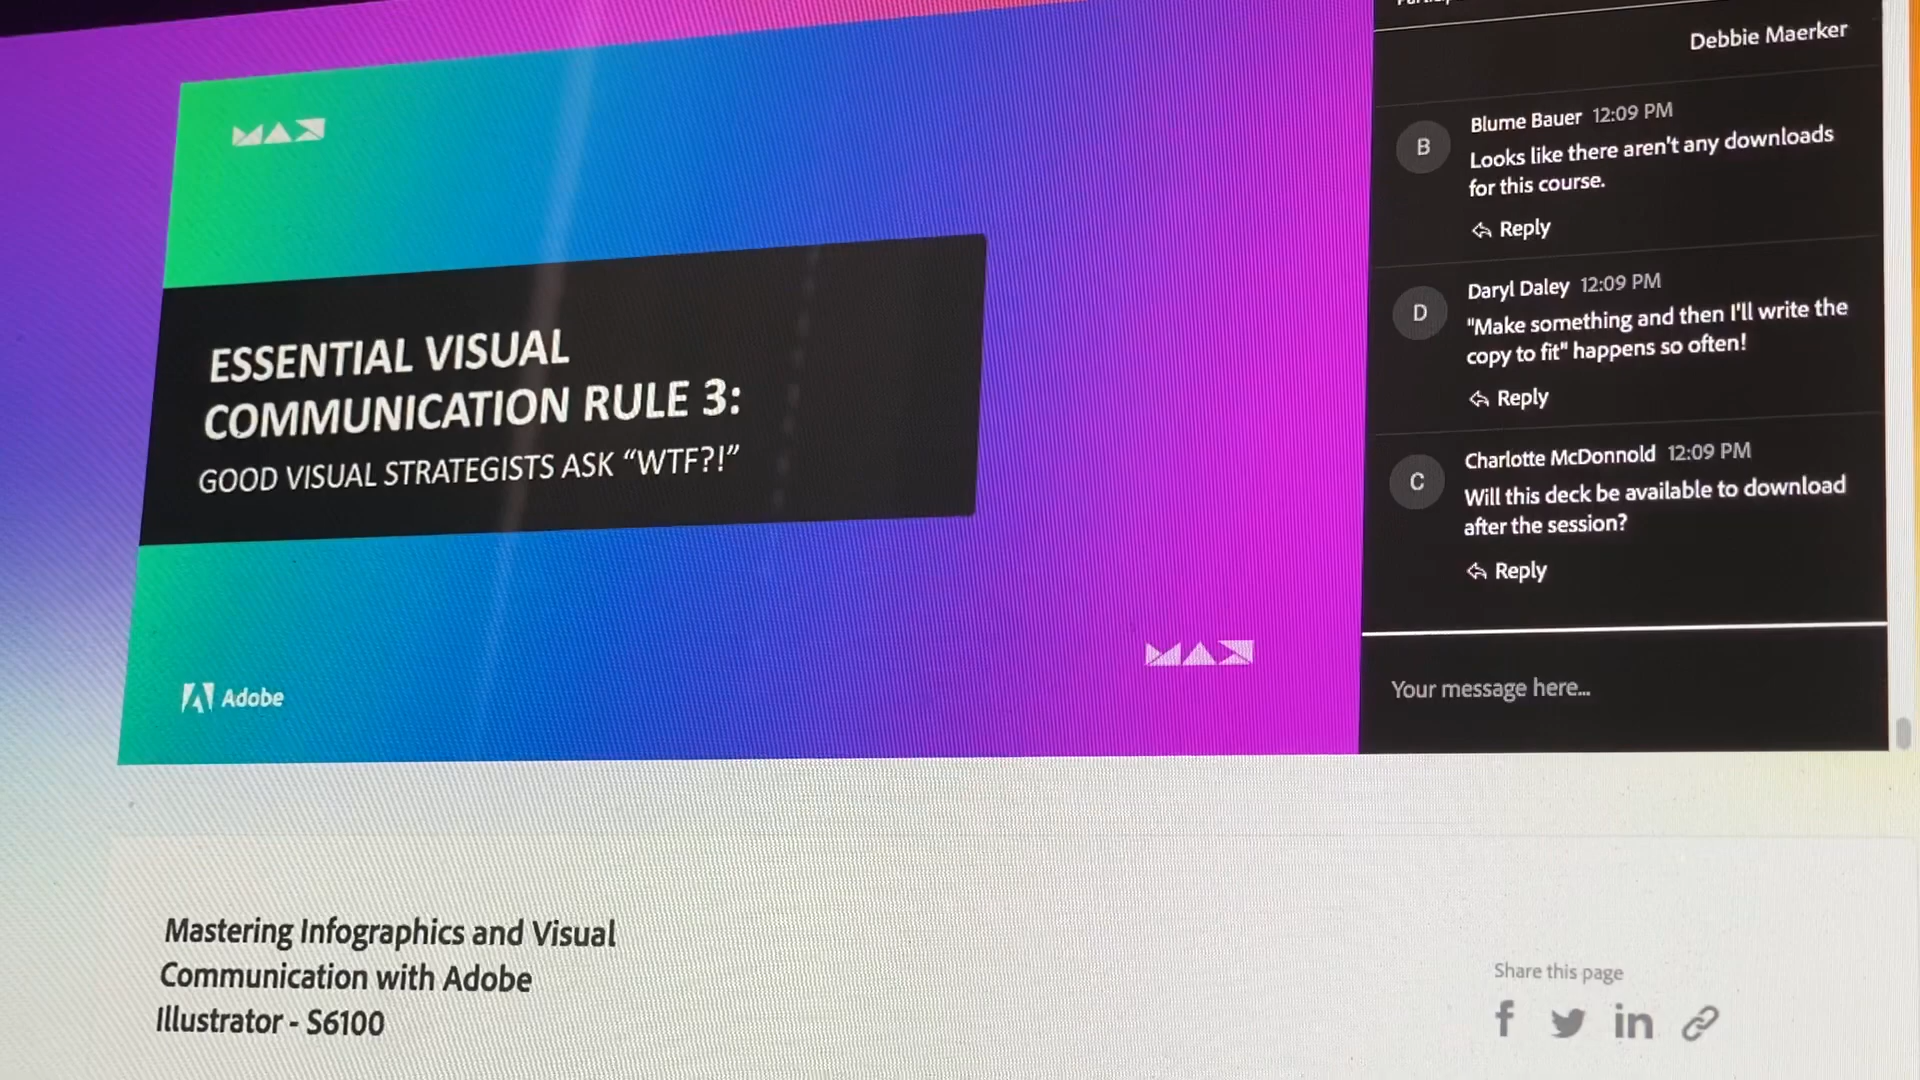 MAX
ESSENTIAL VISUAL
COMMUNICATION RULE 3:
GOOD VISUAL STRATEGISTS ASK “WTF?!”
MAX
Adobe
Debbie Maerker
B
Blume Bauer 12:09 PM
Looks like there aren't any downloads
for this course.
Reply
D
Daryl Daley 12:09 PM
"Make something and then I'll write the
copy to fit" happens so often!
Reply
C
Charlotte McDonnold 12:09 PM
Will this deck be available to download
after the session?
Reply
Your message here...
Mastering Infographics and Visual
Communication with Adobe
Illustrator - S6100
Share this page
f
in